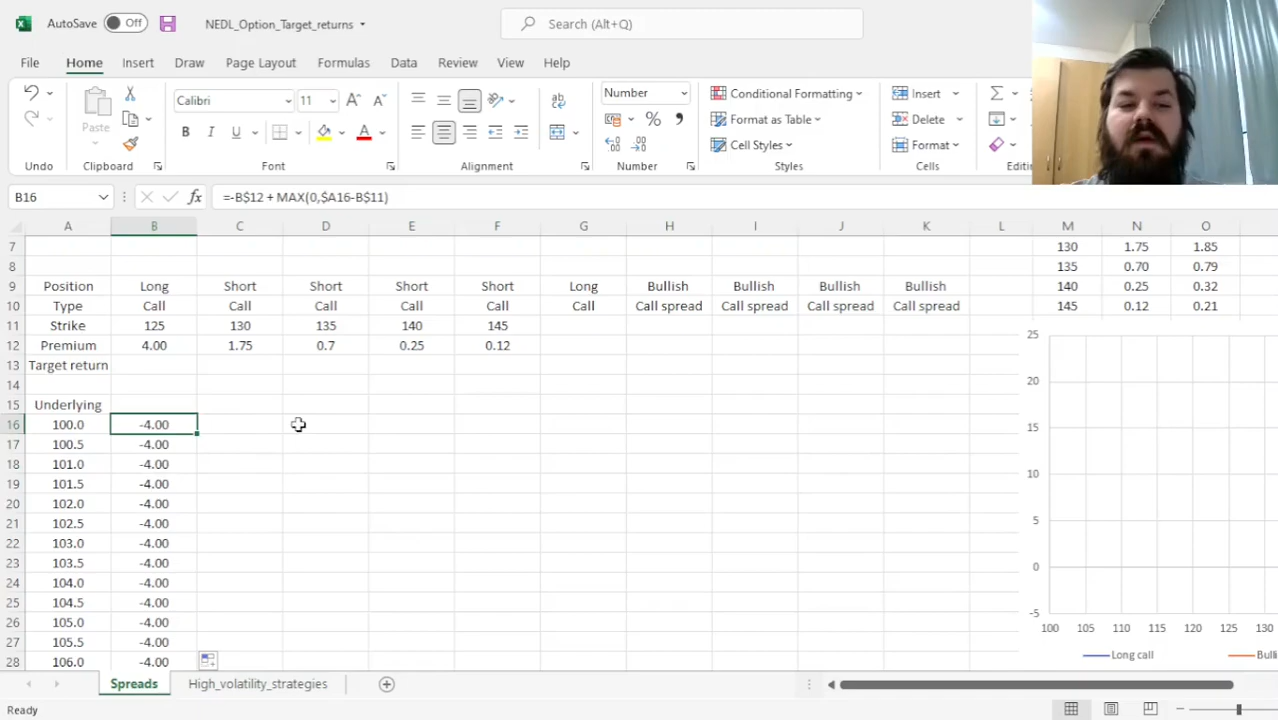 AutoSave Off NEDL_Option_Target_returns Search (Alt+Q)
File Home Insert Draw Page Layout Formulas Data Review View Help
Calibri 11 A A ab Number Conditional Formatting Insert
Paste B I U A % Format as Table Delete
Cell Styles Format
Undo Clipboard Font Alignment Number Styles Cells Editin
B16 fx =-B$12 + MAX(0,$A16-B$11)
A B C D E F G H I J K L M N O
7 130 1.75 1.85
8 135 0.70 0.79
9 Position Long Short Short Short Short Long Bullish Bullish Bullish Bullish 140 0.25 0.32
10 Type Call Call Call Call Call Call Call spread Call spread Call spread Call spread 145 0.12 0.21
11 Strike 125 130 135 140 145
12 Premium 4.00 1.75 0.7 0.25 0.12
13 Target return
14
15 Underlying
16 100.0 -4.00
17 100.5 -4.00
18 101.0 -4.00
19 101.5 -4.00
20 102.0 -4.00
21 102.5 -4.00
22 103.0 -4.00
23 103.5 -4.00
24 104.0 -4.00
25 104.5 -4.00
26 105.0 -4.00
27 105.5 -4.00
28 106.0 -4.00
25
20
15
10
5
0
-5
100 105 110 115 120 125 130
Long call Bulli
Spreads High_volatility_strategies
Ready